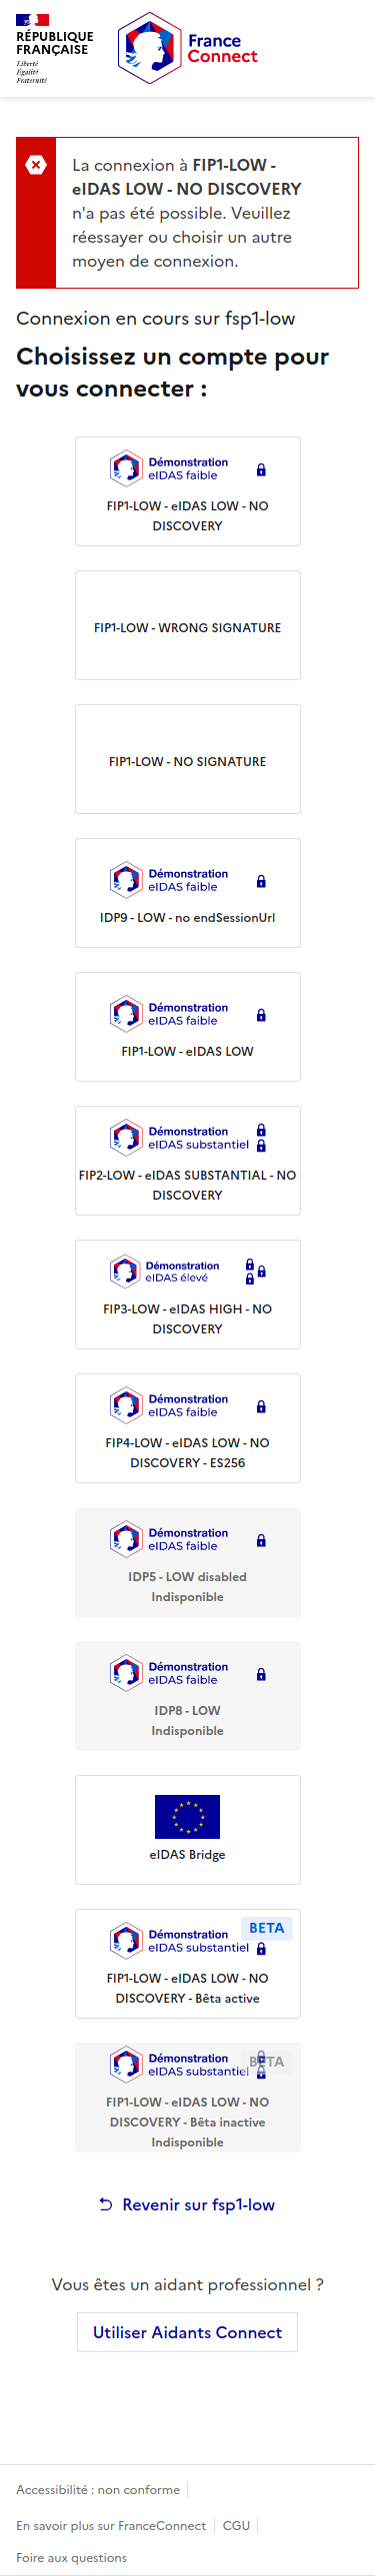 RÉPUBLIQUE
FRANÇAISE
Liberté
Égalité
Fraternité
France
Connect
La connexion à FIP1-LOW -
eIDAS LOW - NO DISCOVERY
n'a pas été possible. Veuillez
réessayer ou choisir un autre
moyen de connexion.
Connexion en cours sur fsp1-low
Choisissez un compte pour
vous connecter :
Démonstration
eIDAS faible
FIP1-LOW - eIDAS LOW - NO
DISCOVERY
FIP1-LOW - WRONG SIGNATURE
FIP1-LOW - NO SIGNATURE
Démonstration
eIDAS faible
IDP9 - LOW - no endSessionUrl
Démonstration
eIDAS faible
FIP1-LOW - eIDAS LOW
Démonstration
eIDAS substantiel
FIP2-LOW - eIDAS SUBSTANTIAL - NO
DISCOVERY
Démonstration
eIDAS élevé
FIP3-LOW - eIDAS HIGH - NO
DISCOVERY
Démonstration
eIDAS faible
FIP4-LOW - eIDAS LOW - NO
DISCOVERY - ES256
Démonstration
eIDAS faible
IDP5 - LOW disabled
Indisponible
Démonstration
eIDAS faible
IDP8 - LOW
Indisponible
eIDAS Bridge
BETA
Démonstration
eIDAS substantiel
FIP1-LOW - eIDAS LOW - NO
DISCOVERY - Bêta active
BETA
Démonstration
eIDAS substantiel
FIP1-LOW - eIDAS LOW - NO
DISCOVERY - Bêta inactive
Indisponible
Revenir sur fsp1-low
Vous êtes un aidant professionnel ?
Utiliser Aidants Connect
Accessibilité : non conforme
En savoir plus sur FranceConnect
CGU
Foire aux questions